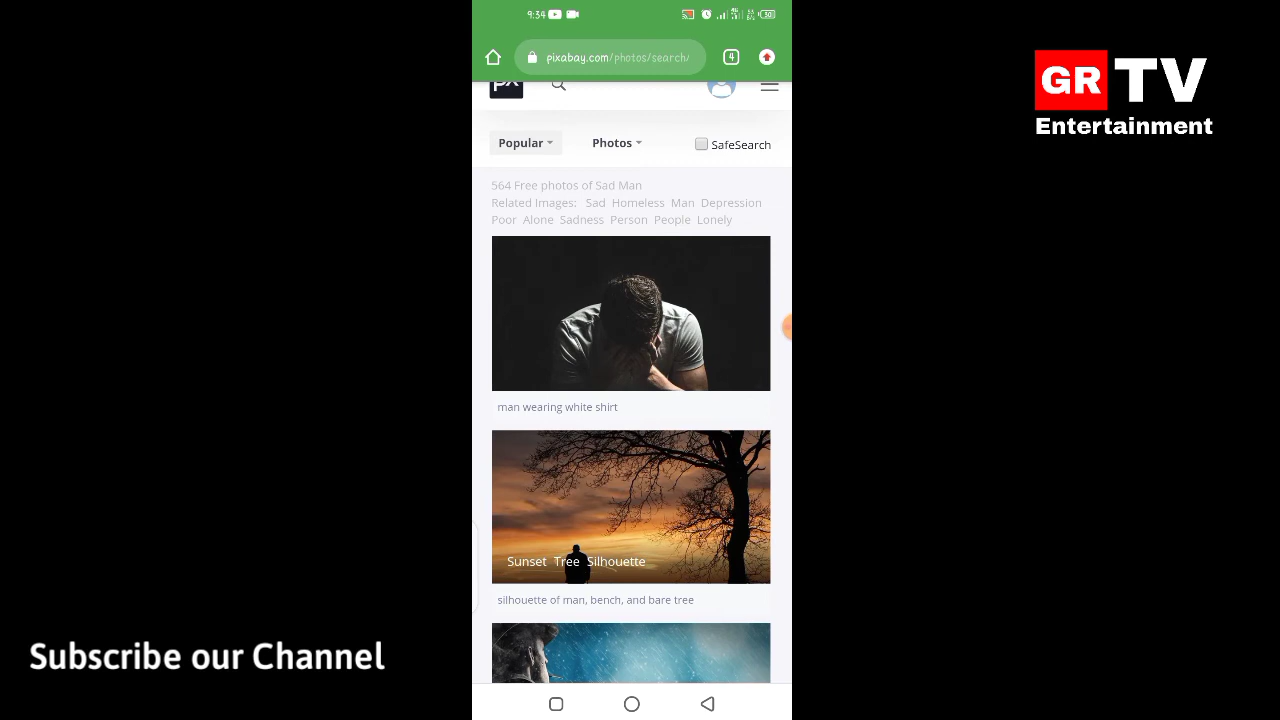 9:34
30
pixabay.com/photos/search/
4
px
Popular
Photos
SafeSearch
564 Free photos of Sad Man
Related Images: Sad Homeless Man Depression
Poor Alone Sadness Person People Lonely
man wearing white shirt
Sunset Tree Silhouette
silhouette of man, bench, and bare tree
GR TV
Entertainment
Subscribe our Channel